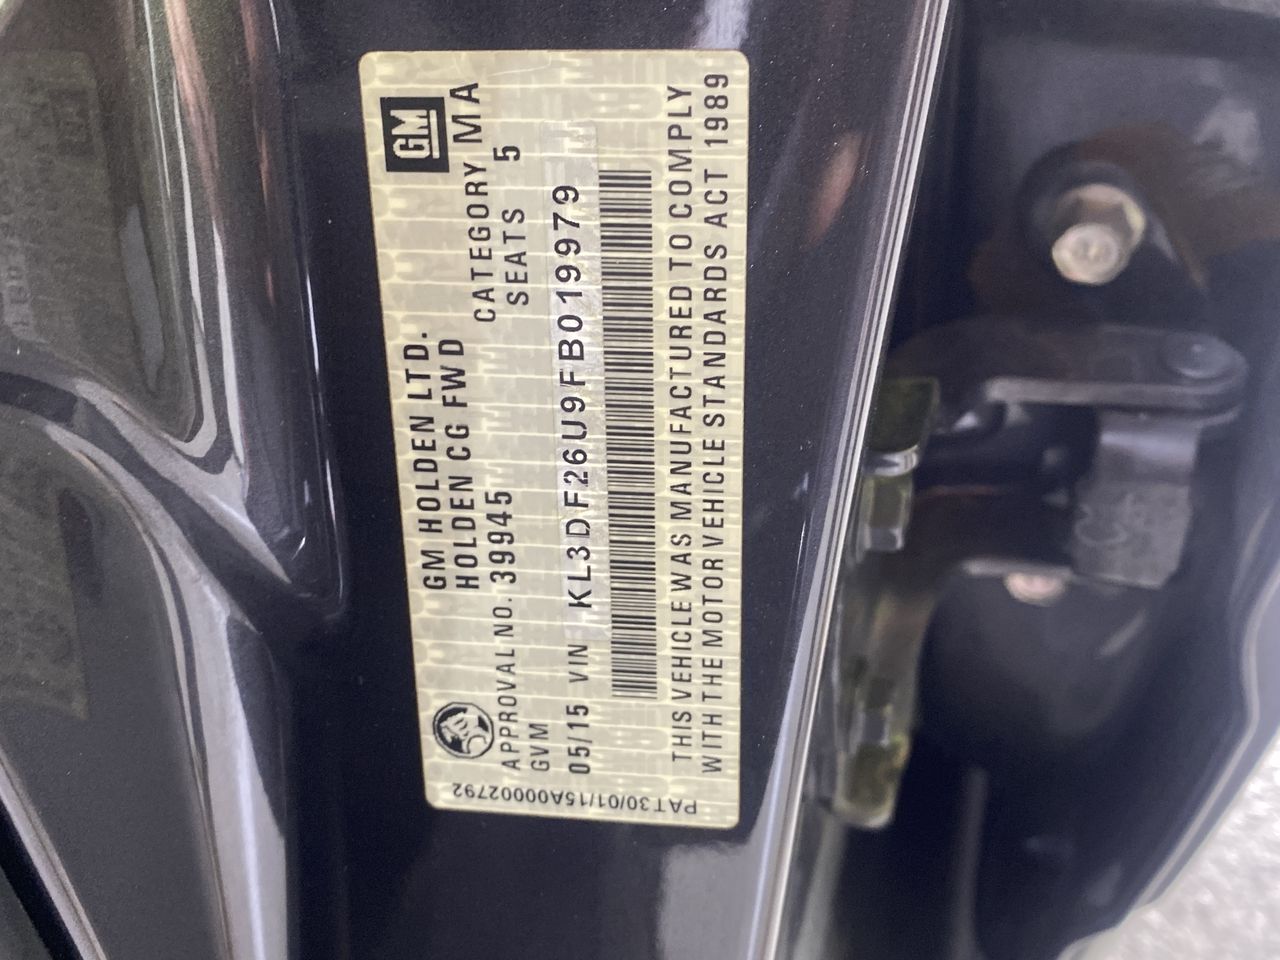 GM
GM HOLDEN LTD.
HOLDEN CG FWD
CATEGORY MA
APPROVAL NO. 39945
SEATS 5
GVM
05/15 VIN KL3DF26U9FB019979
THIS VEHICLE WAS MANUFACTURED TO COMPLY
WITH THE MOTOR VEHICLE STANDARDS ACT 1989
PAT30/01/15A00002792